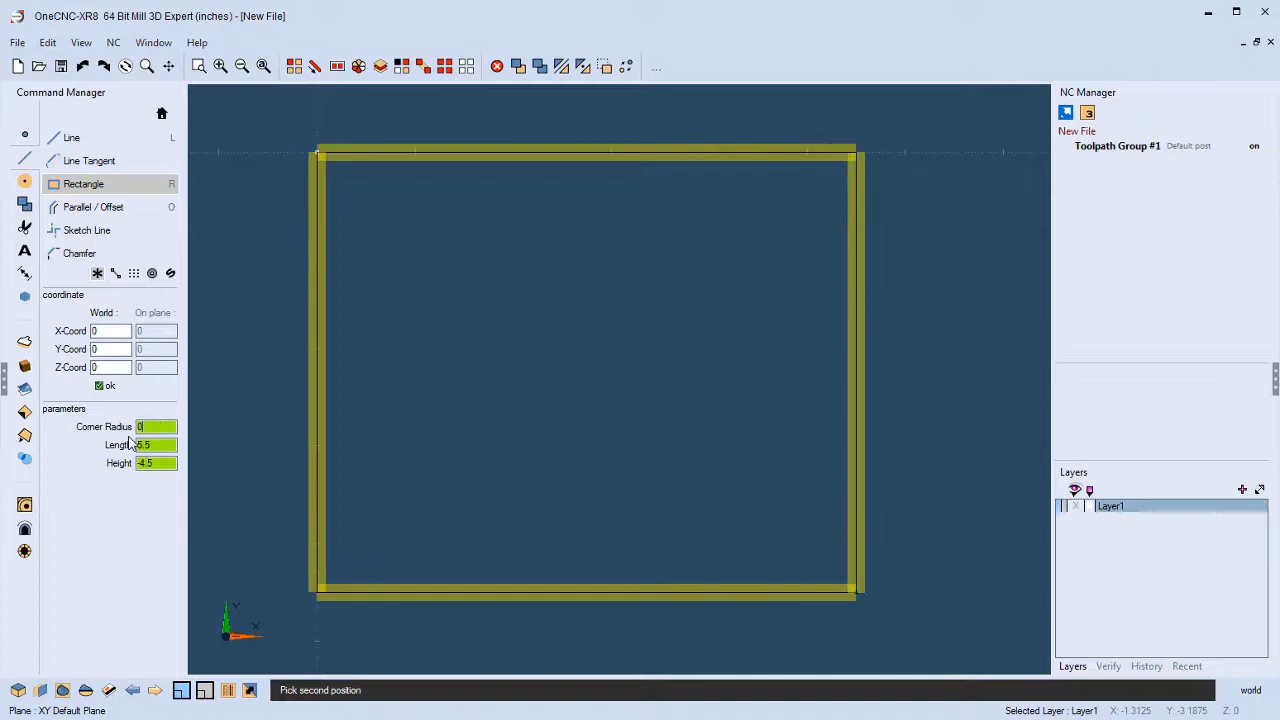 OneCNC-XR8 64 Bit Mill 3D Expert (inches) - [New File]
File Edit View NC Window Help
Command Manager
Line L
Line Tangent
Rectangle R
Parallel / Offset O
Sketch Line
Chamfer
coordinate
World : On plane :
X-Coord 0 0
Y-Coord 0 0
Z-Coord 0 0
ok
parameters
Corner Radius 0
Length 5.5
Height -4.5
Y
X
NC Manager
New File
Toolpath Group #1 Default post on
Layers
X Layer1
Layers Verify History Recent
Pick second position
world
Plane : XY Default Plane
Selected Layer : Layer1 X: -1.3125 Y: -3.1875 Z: 0